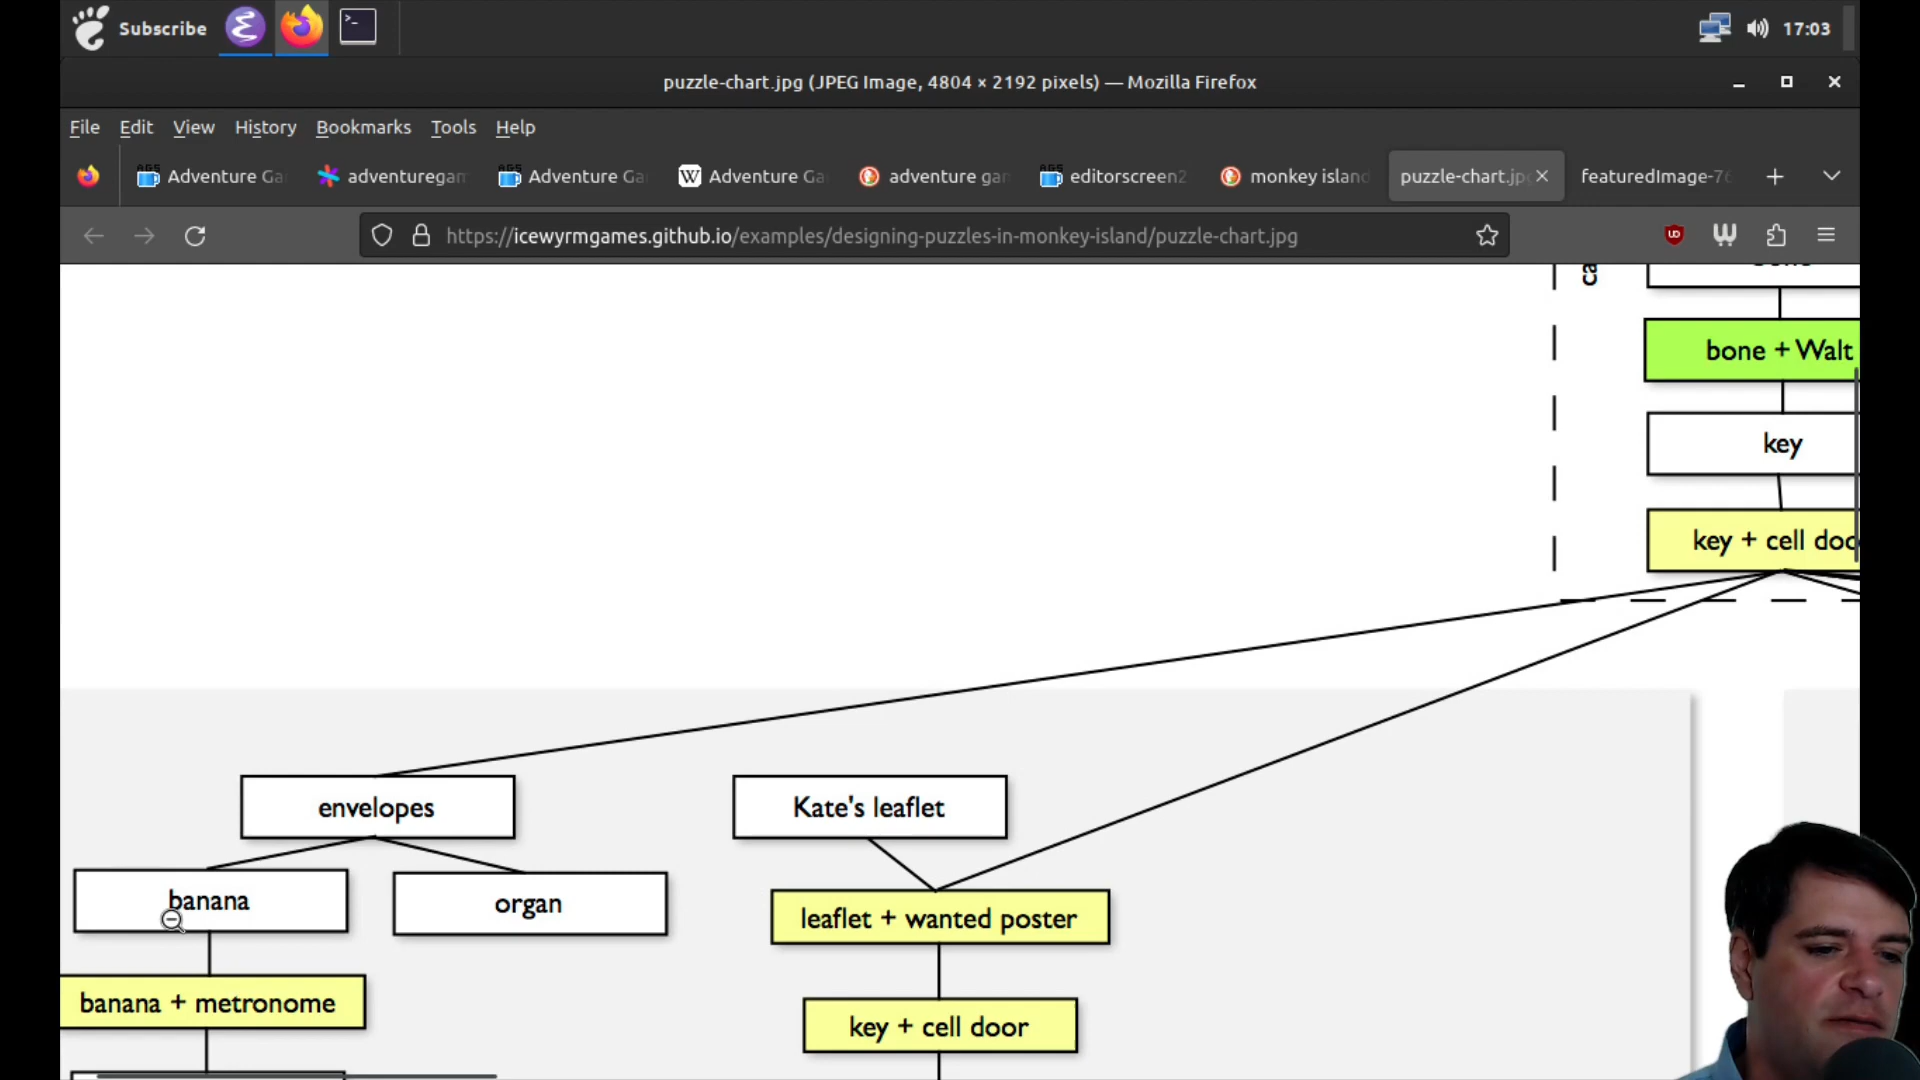 Subscribe
17:03
puzzle-chart.jpg (JPEG Image, 4804 × 2192 pixels) — Mozilla Firefox
File Edit View History Bookmarks Tools Help
Adventure Ga
adventuregam
Adventure Ga
Adventure Ga
adventure gam
editorscreen2
monkey island
puzzle-chart.jp
featuredImage-76
https://icewyrmgames.github.io/examples/designing-puzzles-in-monkey-island/puzzle-chart.jpg
ca
bone + Walt
key
key + cell doo
envelopes
Kate's leaflet
banana
organ
leaflet + wanted poster
banana + metronome
key + cell door